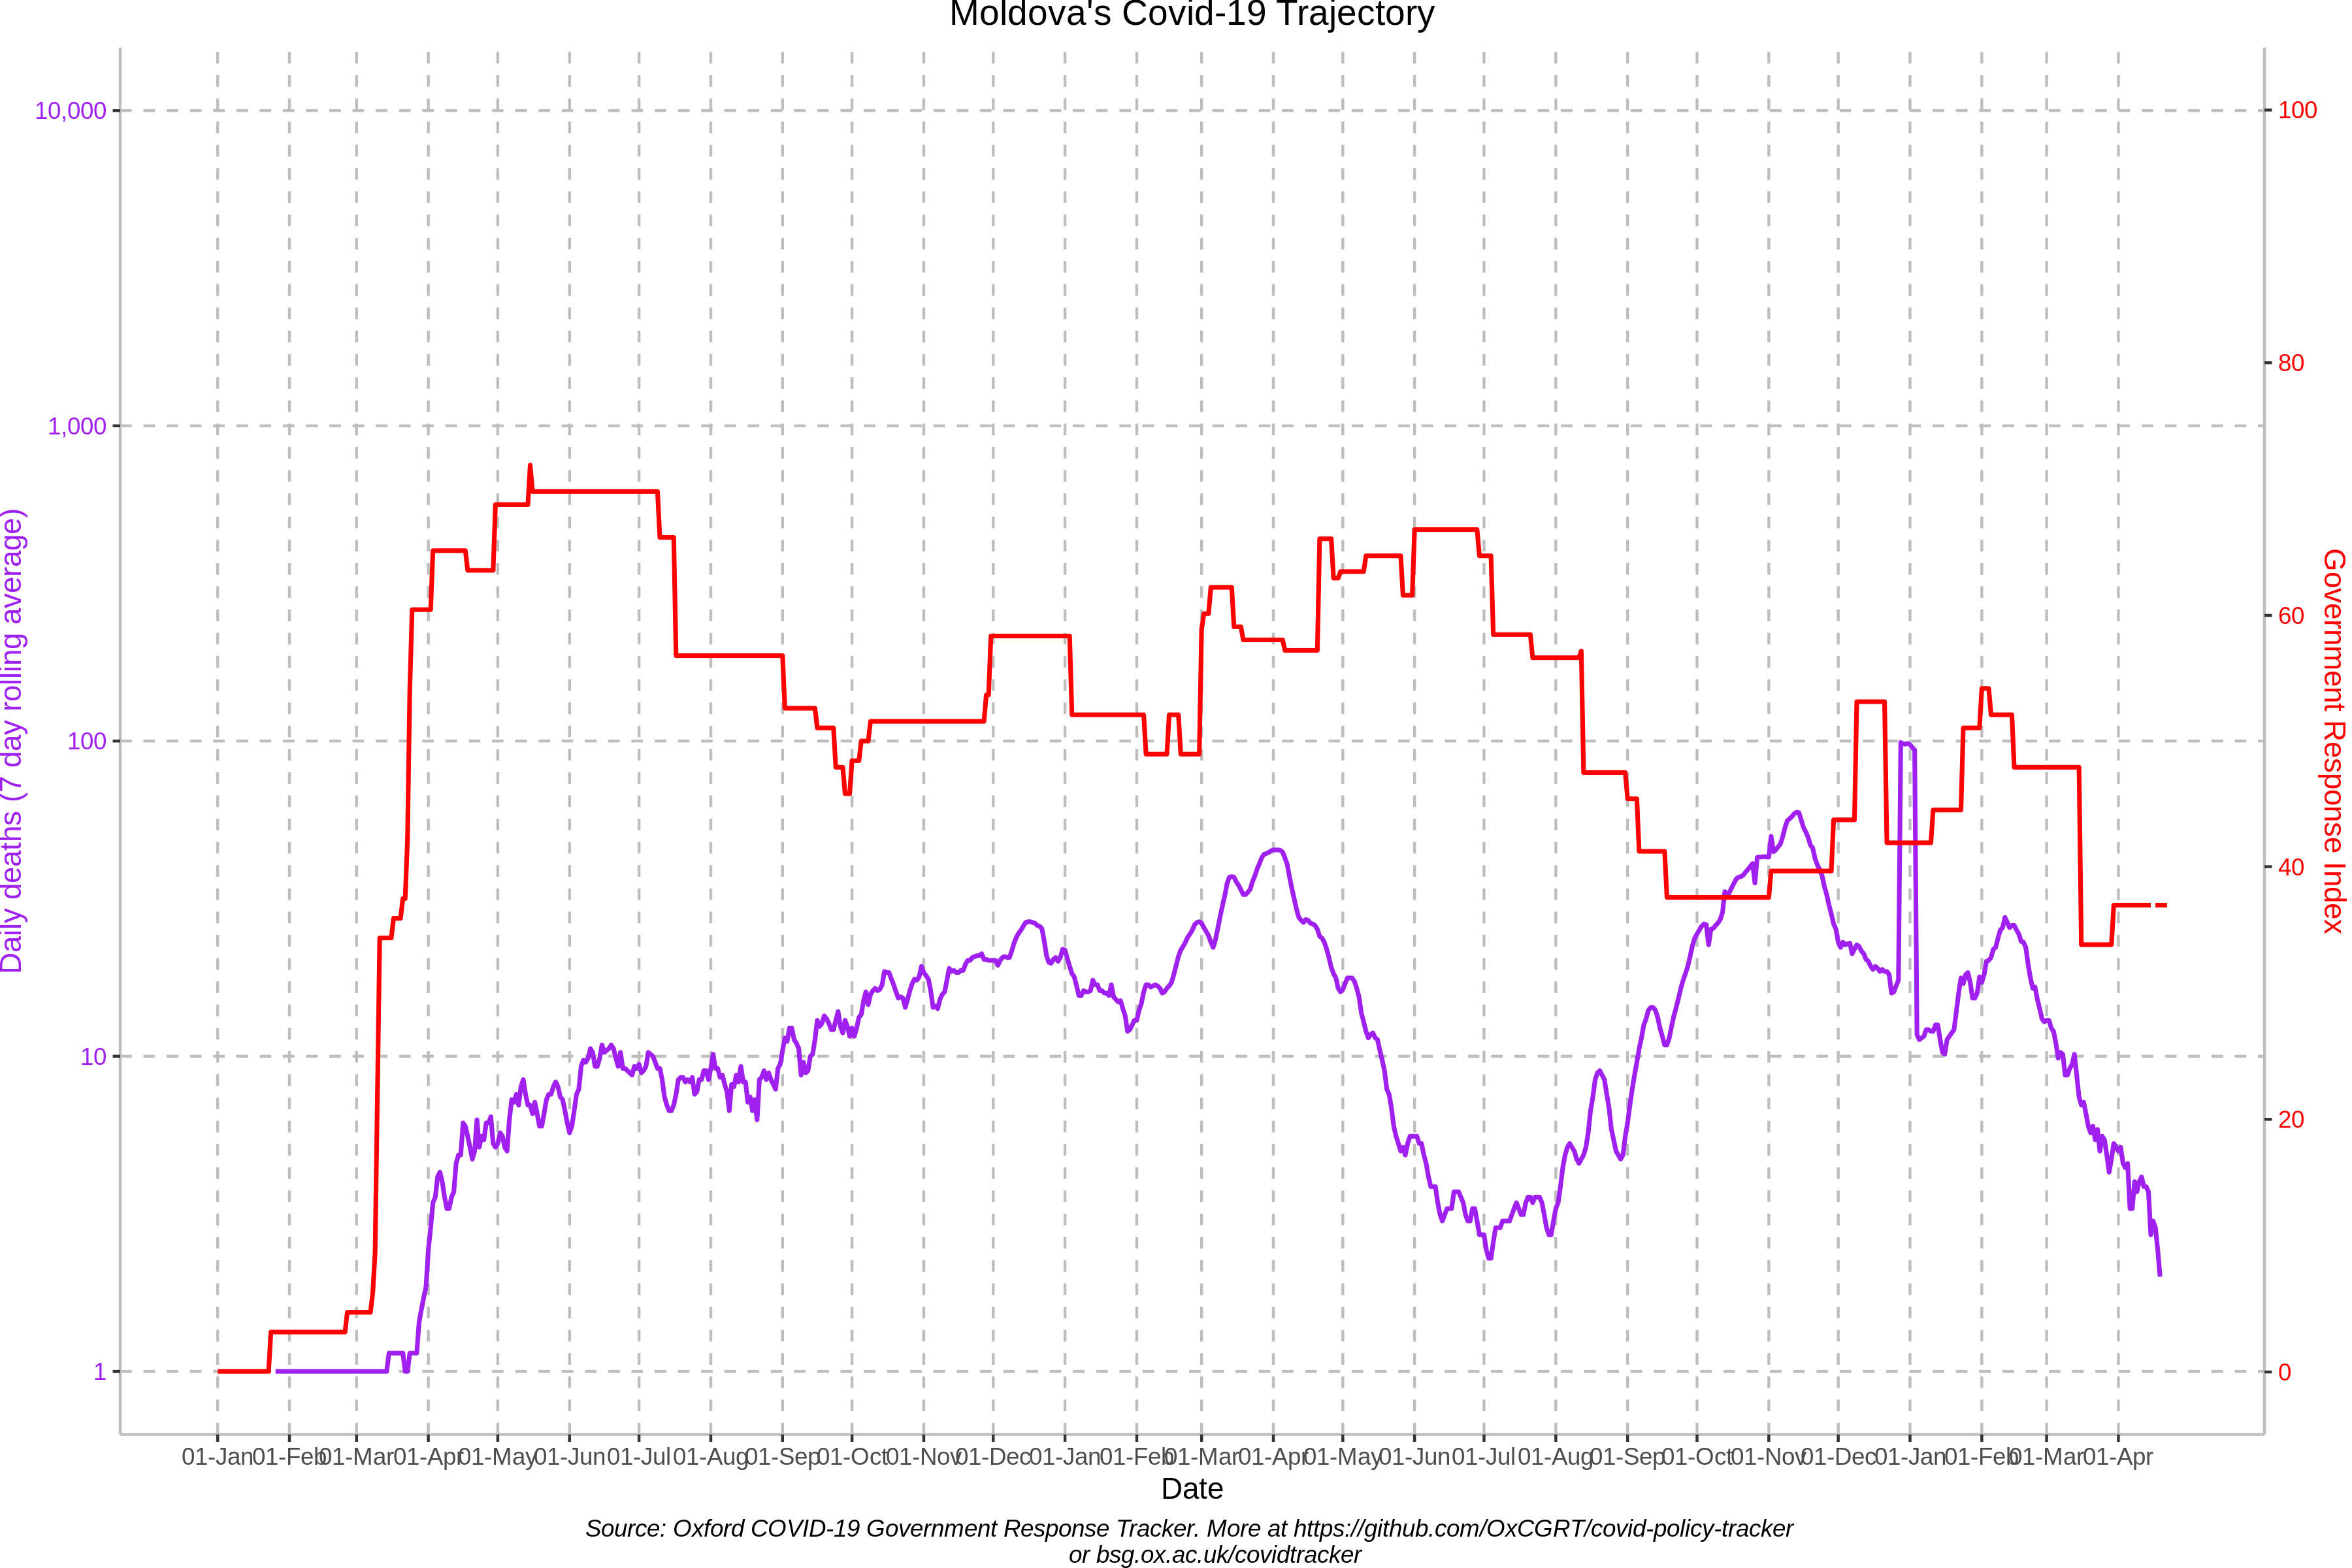 Moldova's Covid-19 Trajectory
10,000
1,000
100
10
1
Daily deaths (7 day rolling average)
100
80
60
40
20
0
Government Response Index
01-Jan 01-Feb 01-Mar 01-Apr 01-May 01-Jun 01-Jul 01-Aug 01-Sep 01-Oct 01-Nov 01-Dec 01-Jan 01-Feb 01-Mar 01-Apr 01-May 01-Jun 01-Jul 01-Aug 01-Sep 01-Oct 01-Nov 01-Dec 01-Jan 01-Feb 01-Mar 01-Apr
Date
Source: Oxford COVID-19 Government Response Tracker. More at https://github.com/OxCGRT/covid-policy-tracker
or bsg.ox.ac.uk/covidtracker